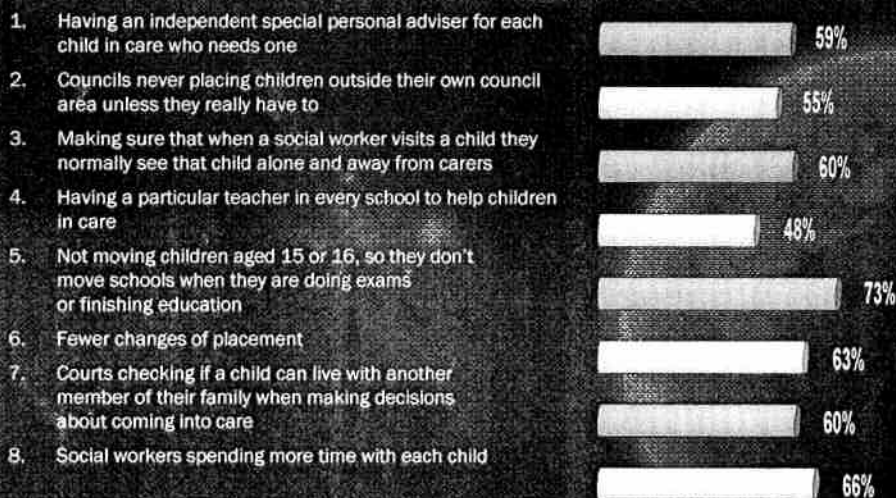 1. Having an independent special personal adviser for each
child in care who needs one
59%
2. Councils never placing children outside their own council
area unless they really have to
55%
3. Making sure that when a social worker visits a child they
normally see that child alone and away from carers
60%
4. Having a particular teacher in every school to help children
in care
48%
5. Not moving children aged 15 or 16, so they don't
move schools when they are doing exams
or finishing education
73%
6. Fewer changes of placement
63%
7. Courts checking if a child can live with another
member of their family when making decisions
about coming into care
60%
8. Social workers spending more time with each child
66%